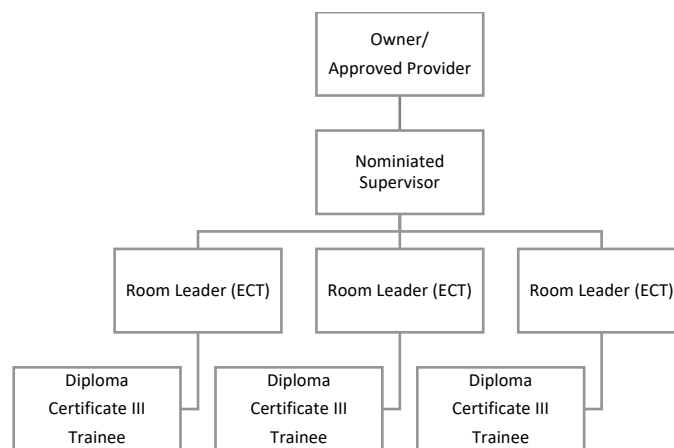 Owner/
Approved Provider
Nominiated
Supervisor
Room Leader (ECT)
Room Leader (ECT)
Room Leader (ECT)
Diploma
Certificate III
Trainee
Diploma
Certificate III
Trainee
Diploma
Certificate III
Trainee